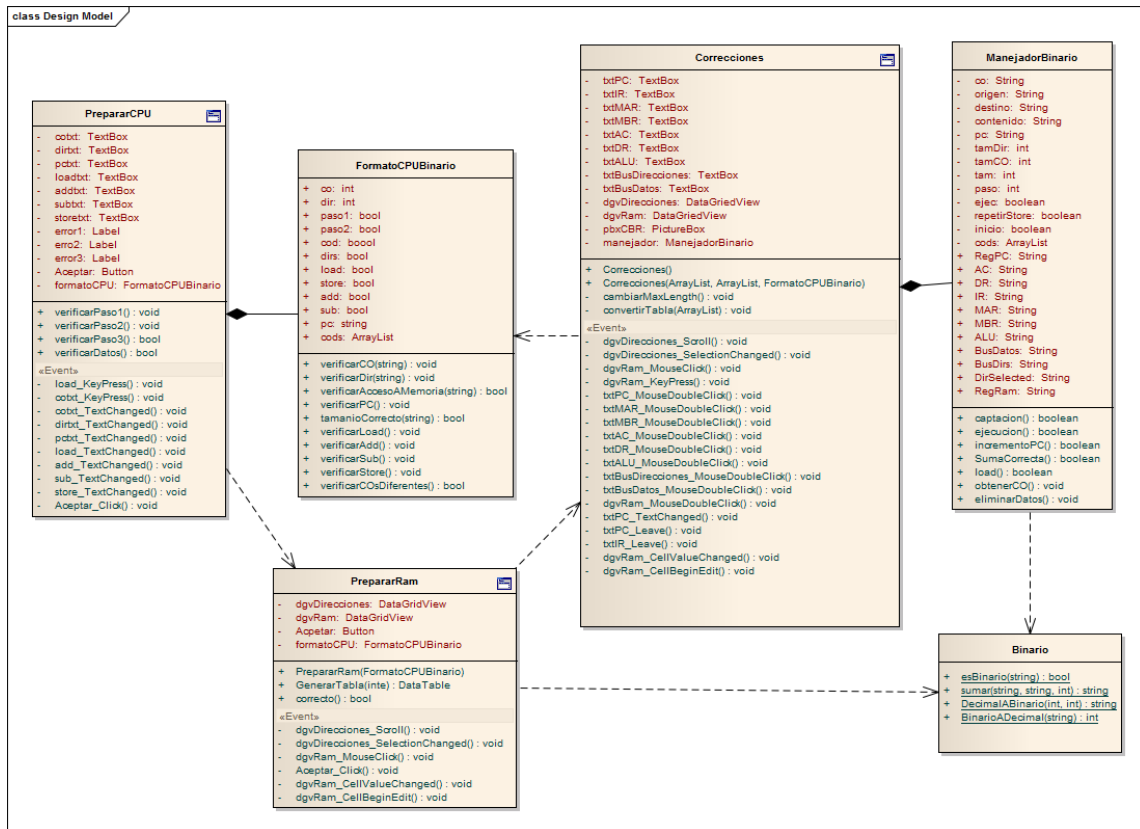 class Design Model
PrepararCPU
- cotxt: TextBox
- dirtxt: TextBox
- pctxt: TextBox
- loadtxt: TextBox
- addtxt: TextBox
- subtxt: TextBox
- storetxt: TextBox
- error1: Label
- erro2: Label
- error3: Label
- Aceptar: Button
- formatoCPU: FormatoCPUBinario
+ verificarPaso1() : void
+ verificarPaso2() : void
+ verificarPaso3() : bool
+ verificarDatos() : bool
«Event»
- load_KeyPress() : void
- cotxt_KeyPress() : void
- cotxt_TextChanged() : void
- dirtxt_TextChanged() : void
- pctxt_TextChanged() : void
- load_TextChanged() : void
- add_TextChanged() : void
- sub_TextChanged() : void
- store_TextChanged() : void
- Aceptar_Click() : void
FormatoCPUBinario
+ co: int
+ dir: int
+ paso1: bool
+ paso2: bool
+ cod: boool
+ dirs: bool
+ load: bool
+ store: bool
+ add: bool
+ sub: bool
+ pc: string
+ cods: ArrayList
+ verificarCO(string) : void
+ verificarDir(string) : void
+ verificarAccesoAMemoria(string) : bool
+ verificarPC() : void
+ tamanioCorrecto(string) : bool
+ verificarLoad() : void
+ verificarAdd() : void
+ verificarSub() : void
+ verificarStore() : void
+ verificarCOsDiferentes() : bool
Correcciones
- txtPC: TextBox
- txtIR: TextBox
- txtMAR: TextBox
- txtMBR: TextBox
- txtAC: TextBox
- txtDR: TextBox
- txtALU: TextBox
- txtBusDirecciones: TextBox
- txtBusDatos: TextBox
- dgvDirecciones: DataGriedView
- dgvRam: DataGriedView
- pbxCBR: PictureBox
- manejador: ManejadorBinario
+ Correcciones()
+ Correcciones(ArrayList, ArrayList, FormatoCPUBinario)
- cambiarMaxLength() : void
- convertirTabla(ArrayList) : void
«Event»
- dgvDirecciones_Scroll() : void
- dgvDirecciones_SelectionChanged() : void
- dgvRam_MouseClick() : void
- dgvRam_KeyPress() : void
- txtPC_MouseDoubleClick() : void
- txtMAR_MouseDoubleClick() : void
- txtMBR_MouseDoubleClick() : void
- txtAC_MouseDoubleClick() : void
- txtDR_MouseDoubleClick() : void
- txtALU_MouseDoubleClick() : void
- txtBusDirecciones_MouseDoubleClick() : void
- txtBusDatos_MouseDoubleClick() : void
- dgvRam_MouseDoubleClick() : void
- txtPC_TextChanged() : void
- txtPC_Leave() : void
- txtIR_Leave() : void
- dgvRam_CellValueChanged() : void
- dgvRam_CellBeginEdit() : void
ManejadorBinario
- co: String
- origen: String
- destino: String
- contenido: String
- pc: String
- tamDir: int
- tamCO: int
- tam: int
- paso: int
- ejec: boolean
- repetirStore: boolean
- inicio: boolean
- cods: ArrayList
+ RegPC: String
+ AC: String
+ DR: String
+ IR: String
+ MAR: String
+ MBR: String
+ ALU: String
+ BusDatos: String
+ BusDirs: String
+ DirSelected: String
+ RegRam: String
+ captacion() : boolean
+ ejecucion() : boolean
+ incrementoPC() : boolean
+ SumaCorrecta() : boolean
+ load() : boolean
+ obtenerCO() : void
+ eliminarDatos() : void
PrepararRam
- dgvDirecciones: DataGridView
- dgvRam: DataGridView
- Acpetar: Button
- formatoCPU: FormatoCPUBinario
+ PrepararRam(FormatoCPUBinario)
+ GenerarTabla(inte) : DataTable
+ correcto() : bool
«Event»
- dgvDirecciones_Scroll() : void
- dgvDirecciones_SelectionChanged() : void
- dgvRam_MouseClick() : void
- Aceptar_Click() : void
- dgvRam_CellValueChanged() : void
- dgvRam_CellBeginEdit() : void
Binario
+ esBinario(string) : bool
+ sumar(string, string, int) : string
+ DecimalABinario(int, int) : string
+ BinarioADecimal(string) : int